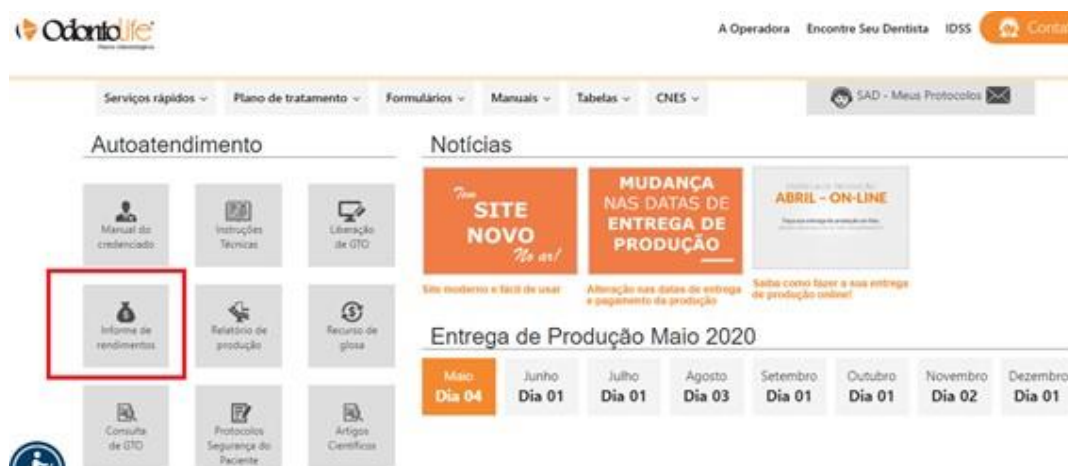 OdontoLife
A Operadora Encontre Seu Dentista IDSS
Serviços rápidos Plano de tratamento Formulários Manuais Tabelas CNES SAD - Meus Protocolos
Autoatendimento
Manual do
credenciado
Instruções
Técnicas
Liberação
de GTO
Informe de
rendimentos
Relatório de
produção
Recurso de
glosa
Consulta
de GTO
Protocolos
Segurança do
Paciente
Artigos
Científicos
Notícias
Tem
SITE
NOVO
No ar!
Site moderno e fácil de usar
MUDANÇA
NAS DATAS DE
ENTREGA DE
PRODUÇÃO
Alteração nas datas de entrega
e pagamento da produção
ABRIL - ON-LINE
Saiba como fazer a sua entrega
de produção online!
Entrega de Produção Maio 2020
Maio
Dia 04
Junho
Dia 01
Julho
Dia 01
Agosto
Dia 03
Setembro
Dia 01
Outubro
Dia 01
Novembro
Dia 02
Dezembro
Dia 01